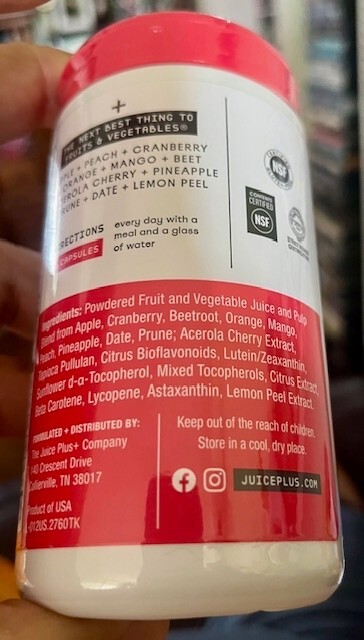 +
THE NEXT BEST THING TO
FRUITS & VEGETABLES®
PLE + PEACH + CRANBERRY
ORANGE + MANGO + BEET
EROLA CHERRY + PINEAPPLE
RUNE + DATE + LEMON PEEL
RECTIONS
CAPSULES
every day with a
meal and a glass
of water
NSF
CONTENTS
CERTIFIED
NSF
Ingredients: Powdered Fruit and Vegetable Juice and Pulp
Blend from Apple, Cranberry, Beetroot, Orange, Mango,
Peach, Pineapple, Date, Prune; Acerola Cherry Extract,
Tapioca Pullulan, Citrus Bioflavonoids, Lutein/Zeaxanthin,
Sunflower d-α-Tocopherol, Mixed Tocopherols, Citrus Extract,
Beta Carotene, Lycopene, Astaxanthin, Lemon Peel Extract.
FORMULATED + DISTRIBUTED BY:
The Juice Plus+ Company
140 Crescent Drive
Collierville, TN 38017
Product of USA
-012US.2760TK
Keep out of the reach of children.
Store in a cool, dry place.
JUICEPLUS.COM